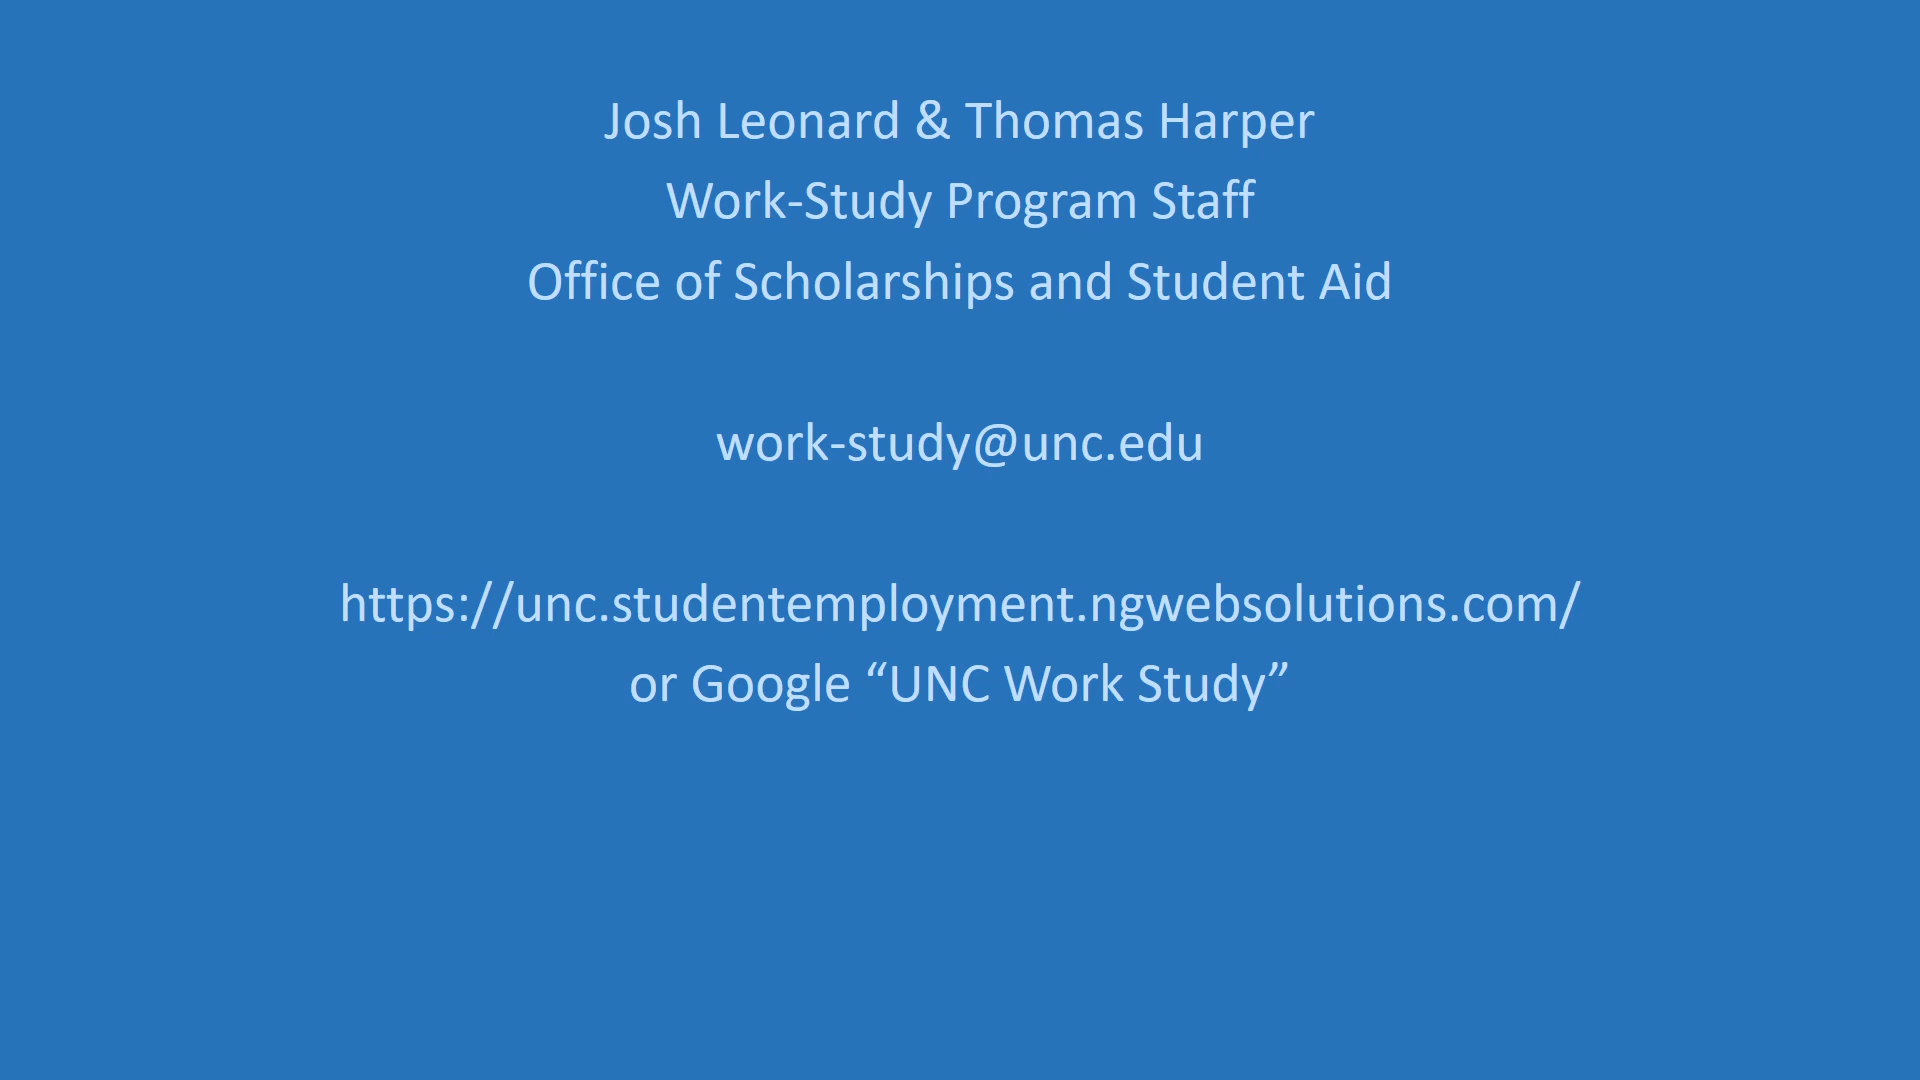 Josh Leonard & Thomas Harper
Work-Study Program Staff
Office of Scholarships and Student Aid
work-study@unc.edu
https://unc.studentemployment.ngwebsolutions.com/
or Google “UNC Work Study”